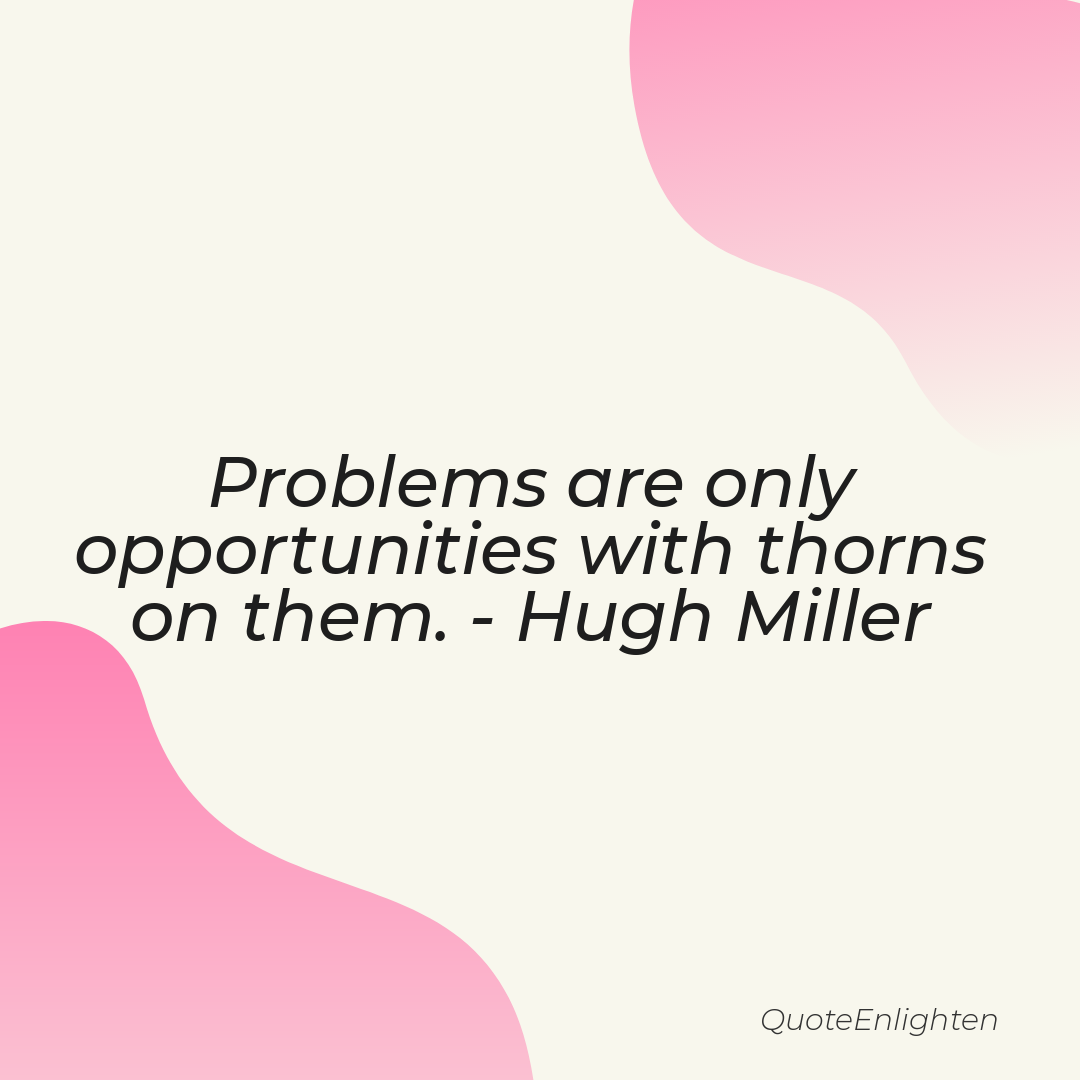 Problems are only
opportunities with thorns
on them. - Hugh Miller
QuoteEnlighten